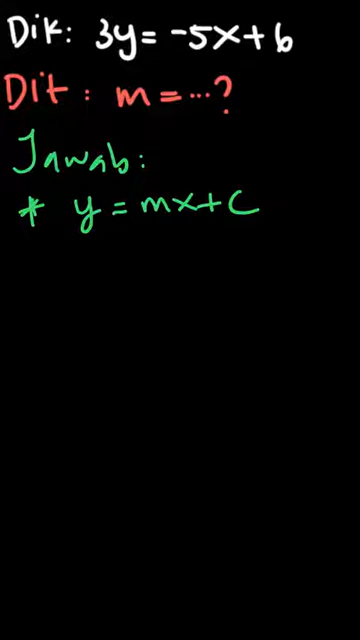 Dik: 3y = -5x + 6
Dit: m = ...?
Jawab:
* y = mx + c